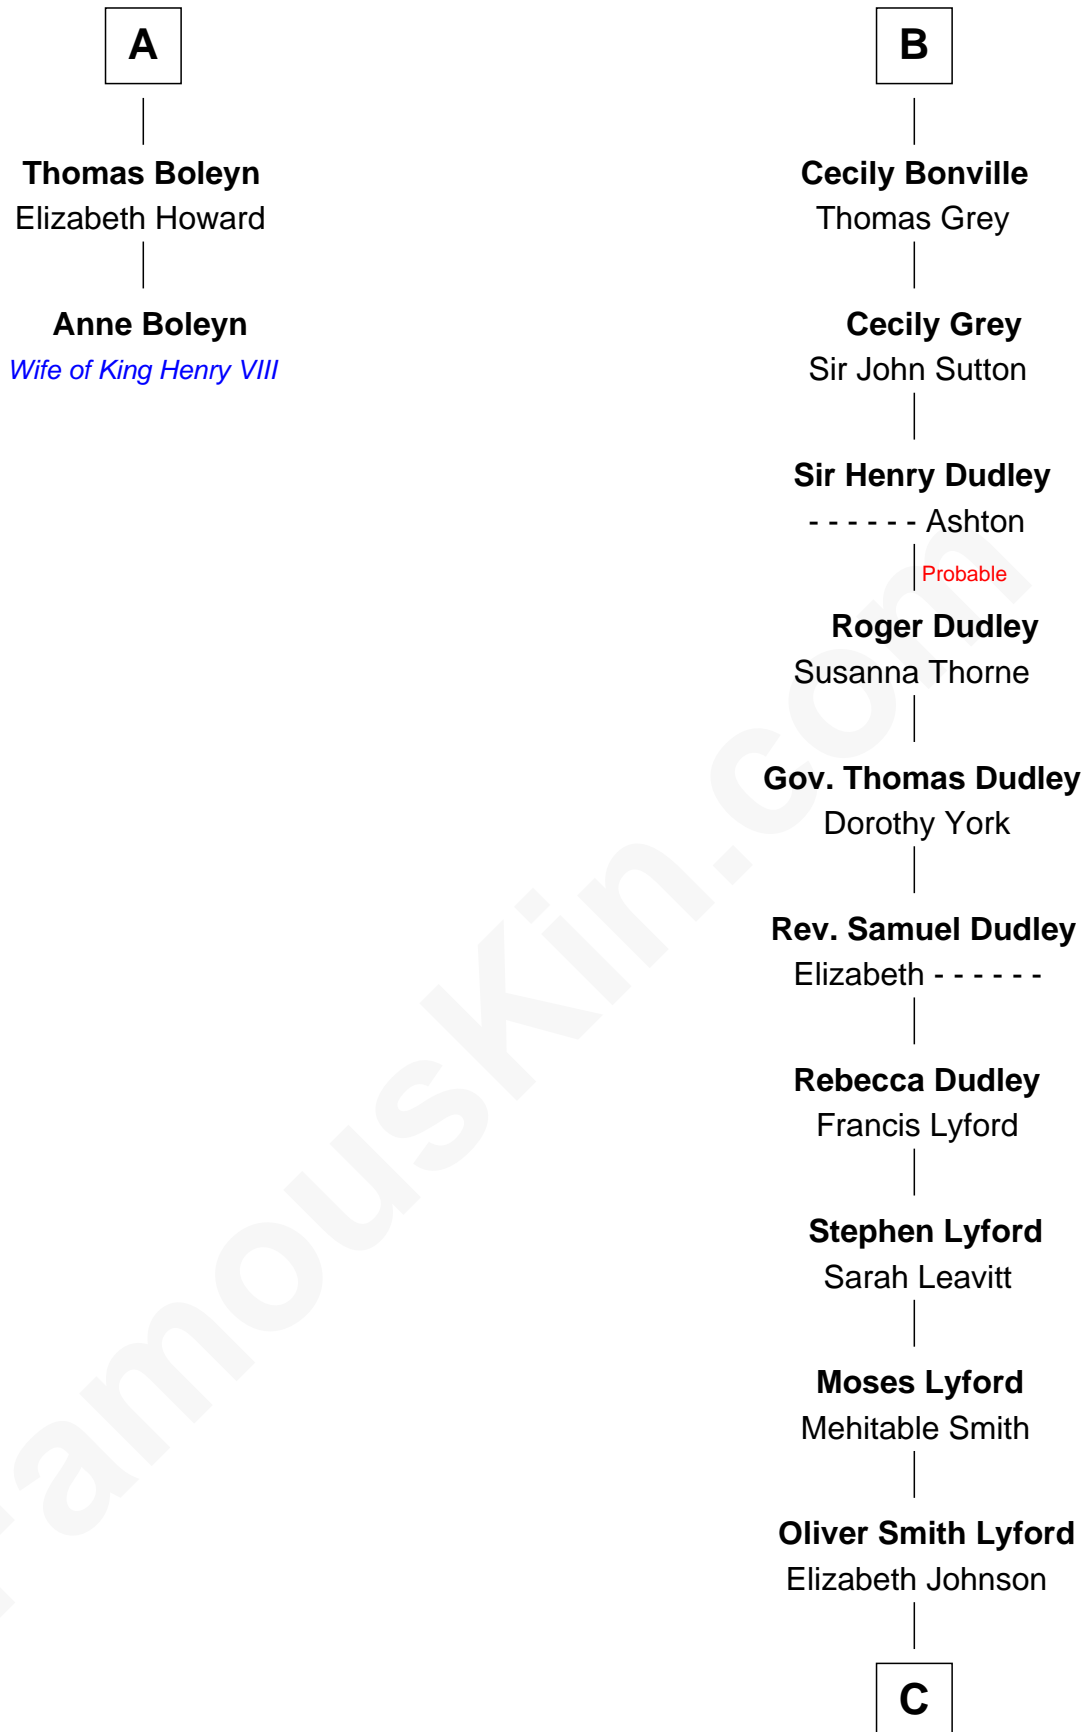 A
Thomas Boleyn
Elizabeth Howard
Anne Boleyn
Wife of King Henry VIII
B
Cecily Bonville
Thomas Grey
Cecily Grey
Sir John Sutton
Sir Henry Dudley
- - - - - - Ashton
Probable
Roger Dudley
Susanna Thorne
Gov. Thomas Dudley
Dorothy York
Rev. Samuel Dudley
Elizabeth - - - - - -
Rebecca Dudley
Francis Lyford
Stephen Lyford
Sarah Leavitt
Moses Lyford
Mehitable Smith
Oliver Smith Lyford
Elizabeth Johnson
C
FamousKin.com